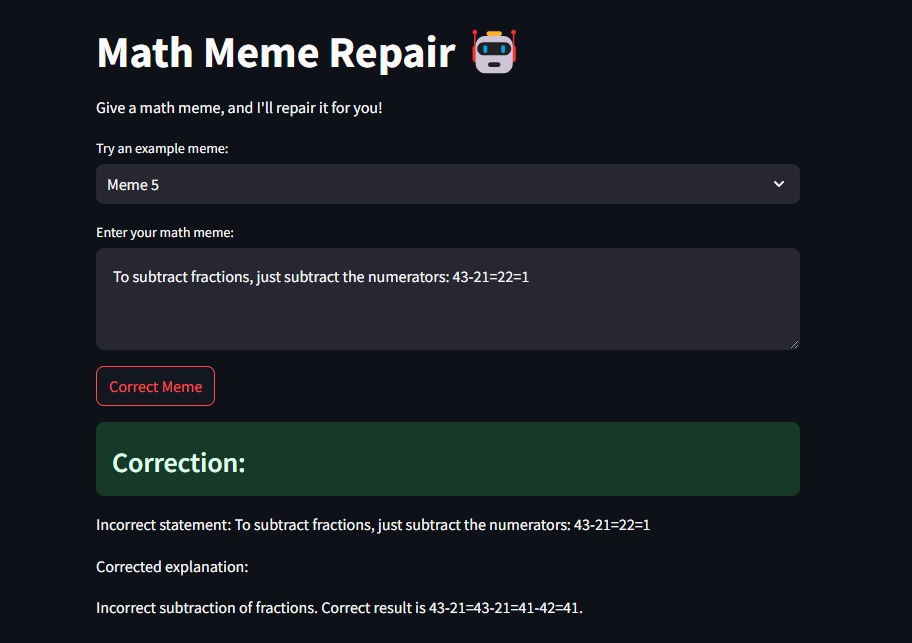 Math Meme Repair
Give a math meme, and I'll repair it for you!
Try an example meme:
Meme 5
Enter your math meme:
To subtract fractions, just subtract the numerators: 43-21=22=1
Correct Meme
Correction:
Incorrect statement: To subtract fractions, just subtract the numerators: 43-21=22=1
Corrected explanation:
Incorrect subtraction of fractions. Correct result is 43-21=43-21=41-42=41.